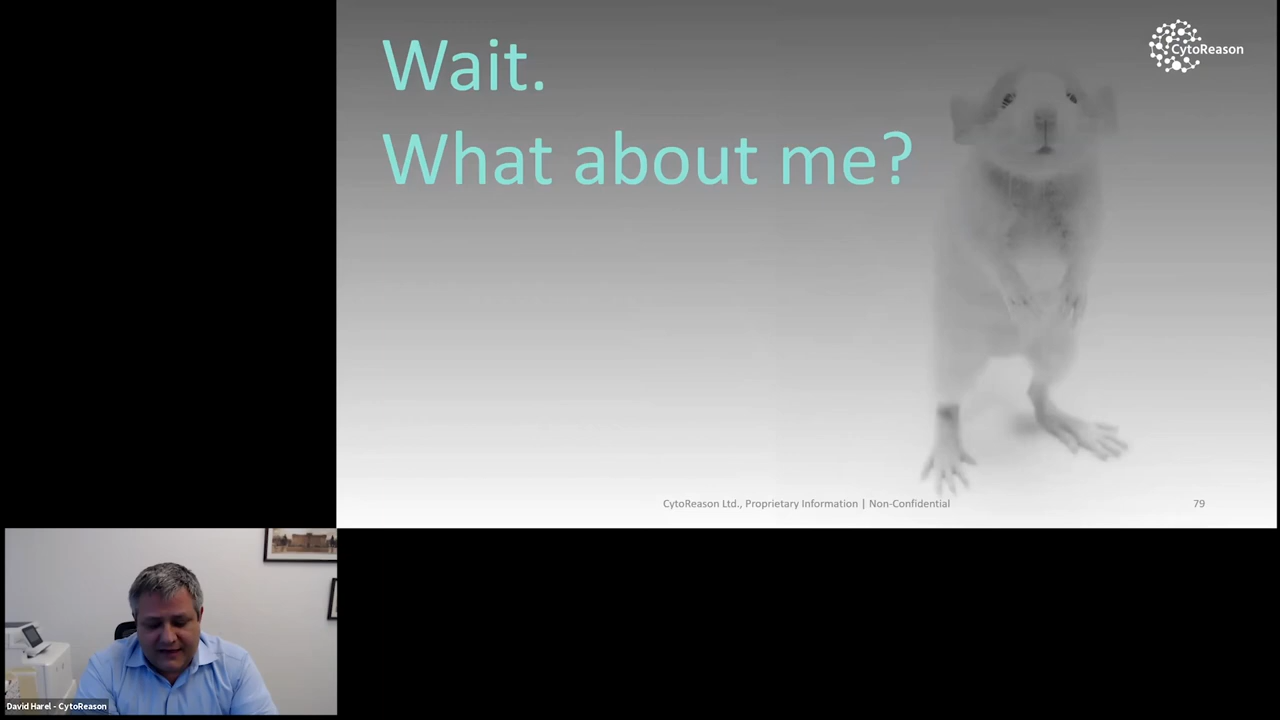 Wait.
What about me?
CytoReason
CytoReason Ltd., Proprietary Information | Non-Confidential
79
David Harel - CytoReason